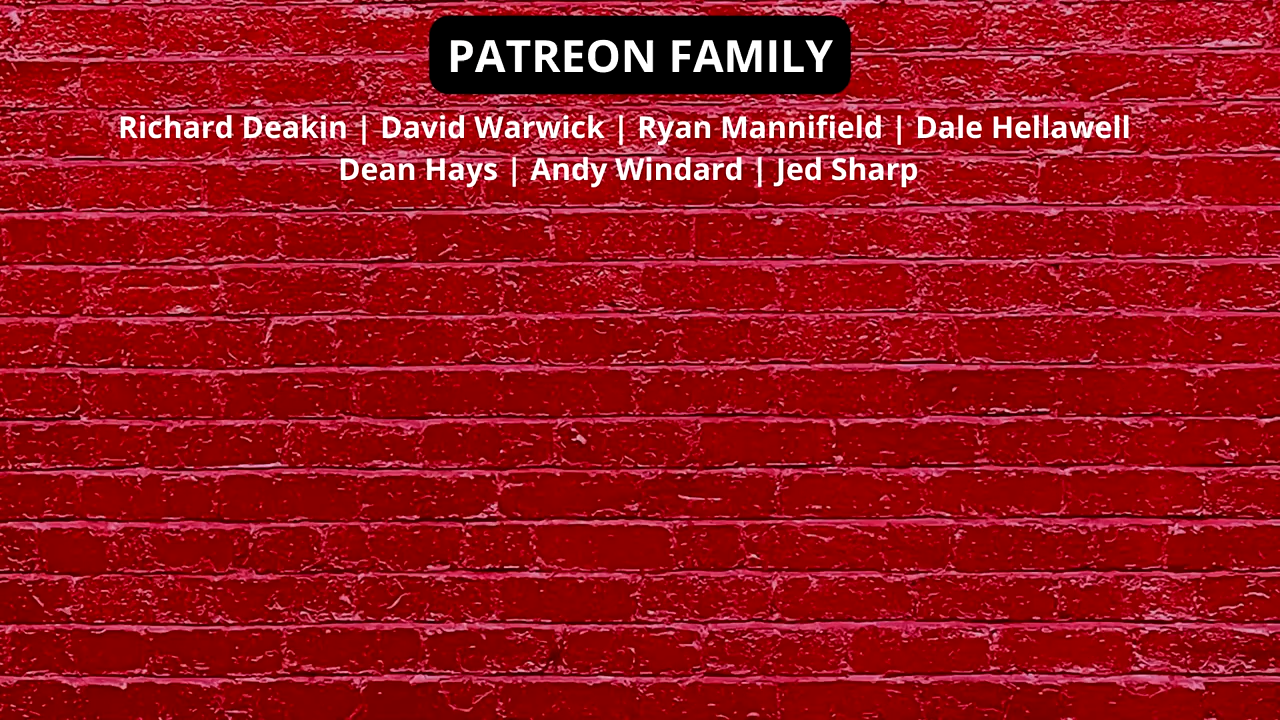 PATREON FAMILY
Richard Deakin | David Warwick | Ryan Mannifield | Dale Hellawell
Dean Hays | Andy Windard | Jed Sharp